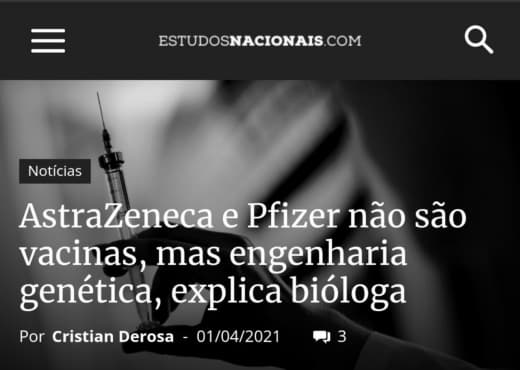 ESTUDOSNACIONAIS.COM
Notícias
AstraZeneca e Pfizer não são
vacinas, mas engenharia
genética, explica bióloga
Por Cristian Derosa - 01/04/2021 3